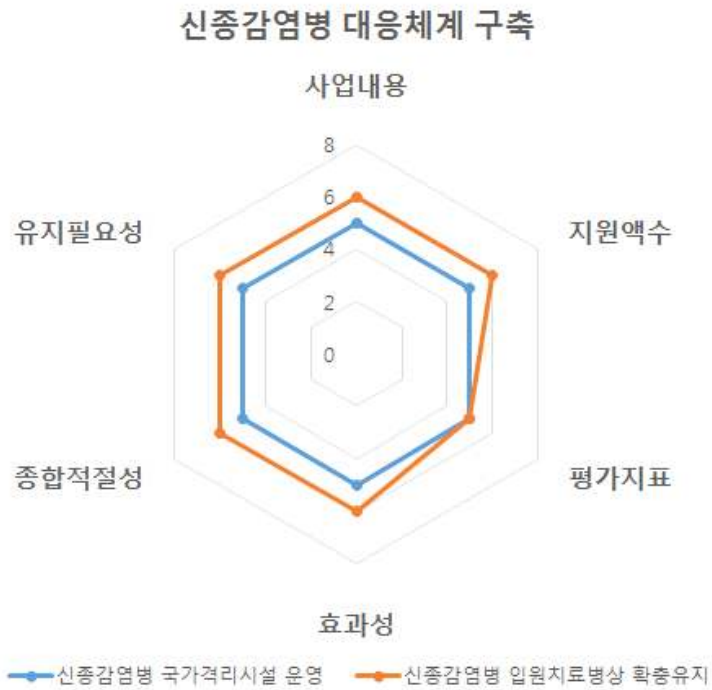 신종감염병 대응체계 구축
사업내용
8
6
4
2
0
유지필요성
지원액수
종합적절성
평가지표
효과성
신종감염병 국가격리시설 운영
신종감염병 입원치료병상 확충유지